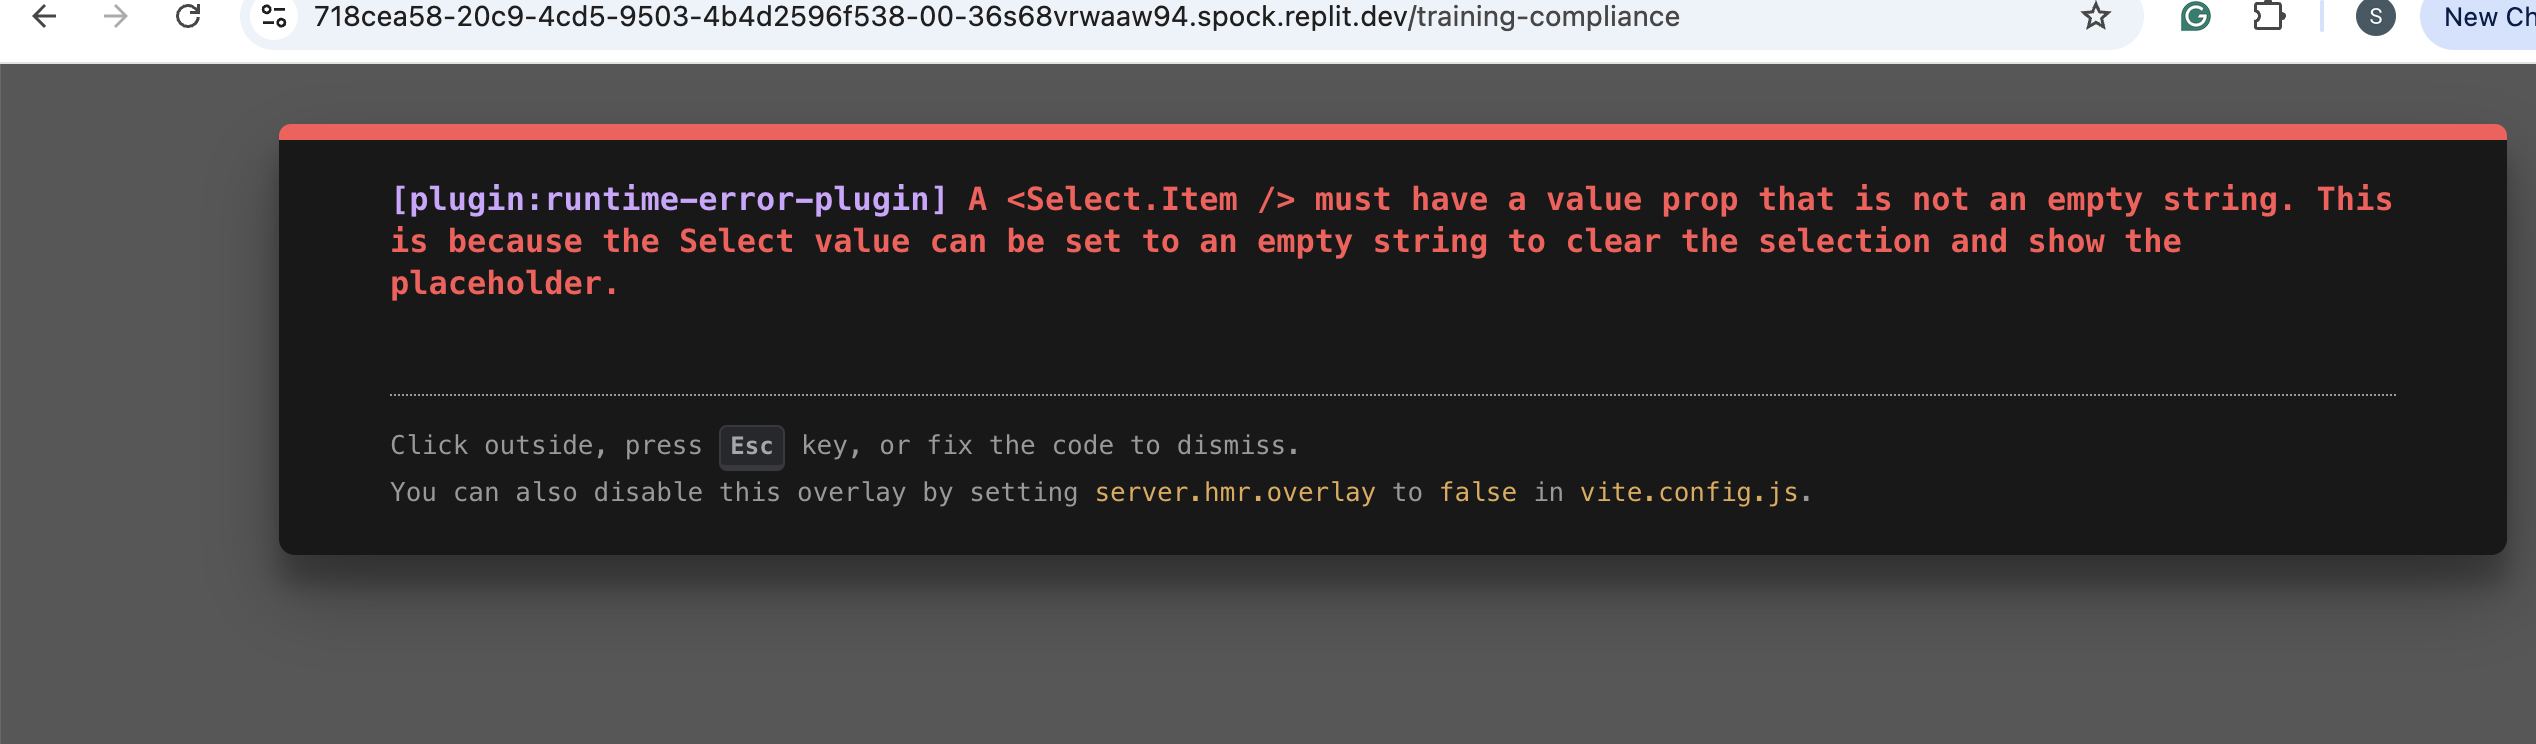 718cea58-20c9-4cd5-9503-4b4d2596f538-00-36s68vrwaaw94.spock.replit.dev/training-compliance
S
New Ch
[plugin:runtime-error-plugin] A <Select.Item /> must have a value prop that is not an empty string. This
is because the Select value can be set to an empty string to clear the selection and show the
placeholder.
Click outside, press Esc key, or fix the code to dismiss.
You can also disable this overlay by setting server.hmr.overlay to false in vite.config.js.